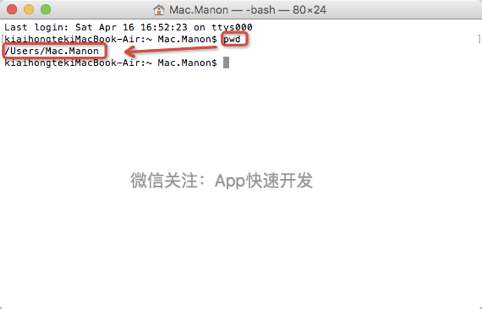 Mac.Manon — -bash — 80×24
Last login: Sat Apr 16 16:52:23 on ttys000
[kiaihongtekiMacBook-Air:~ Mac.Manon$ pwd ]
/Users/Mac.Manon
kiaihongtekiMacBook-Air:~ Mac.Manon$
微信关注：App快速开发